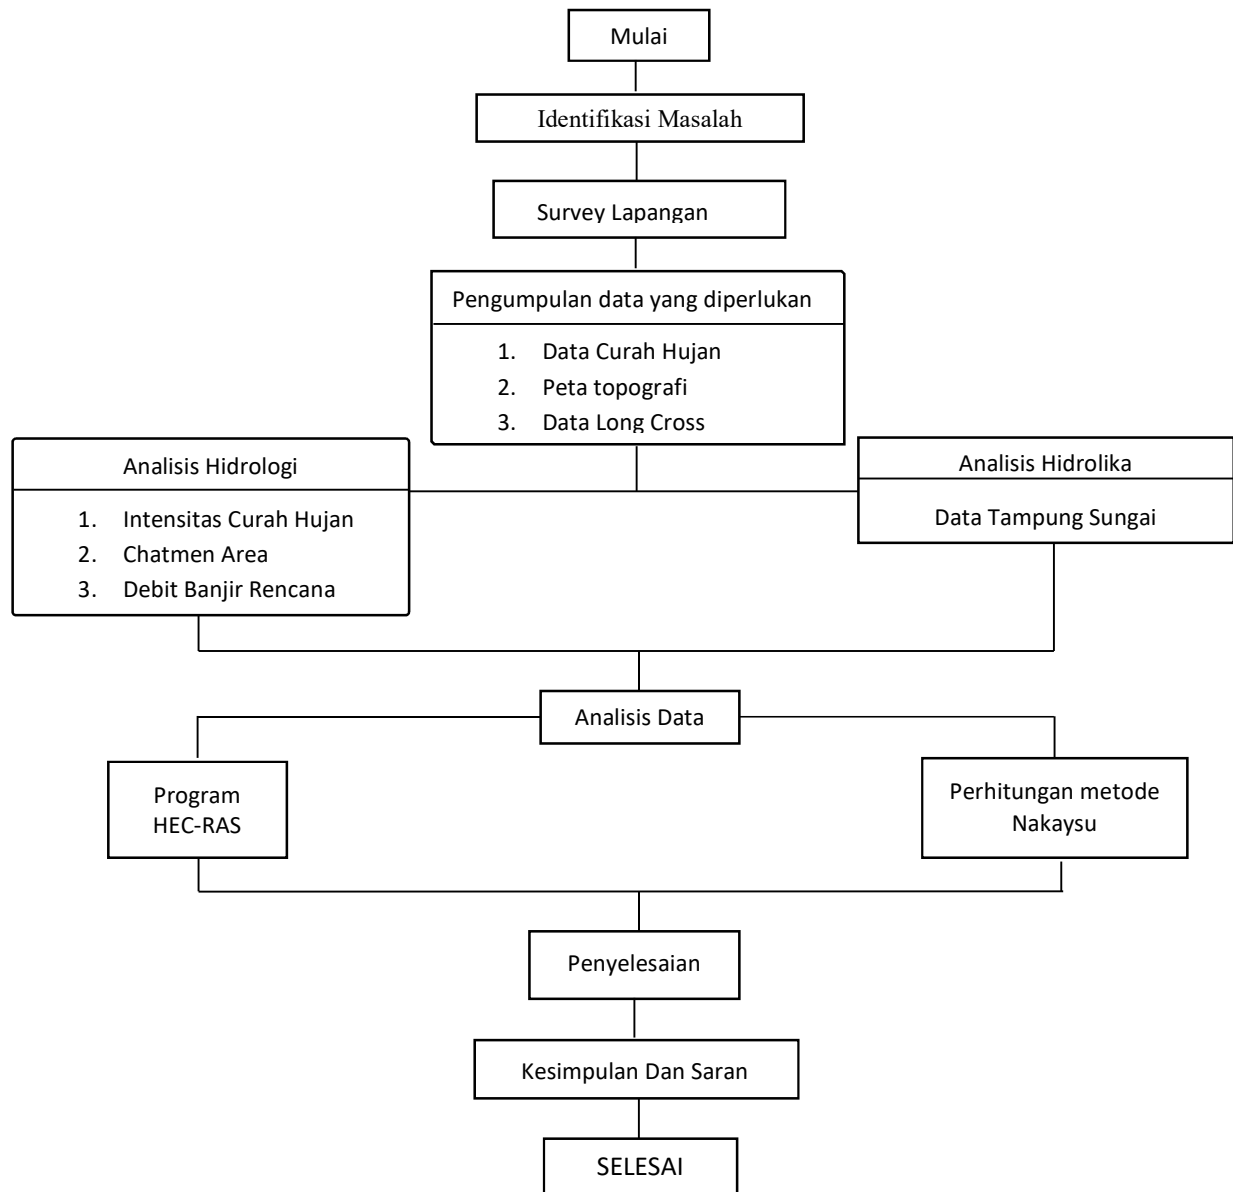 Mulai
Identifikasi Masalah
Survey Lapangan
Pengumpulan data yang diperlukan
1. Data Curah Hujan
2. Peta topografi
3. Data Long Cross
Analisis Hidrologi
1. Intensitas Curah Hujan
2. Chatmen Area
3. Debit Banjir Rencana
Analisis Hidrolika
Data Tampung Sungai
Analisis Data
Program
HEC-RAS
Perhitungan metode
Nakaysu
Penyelesaian
Kesimpulan Dan Saran
SELESAI